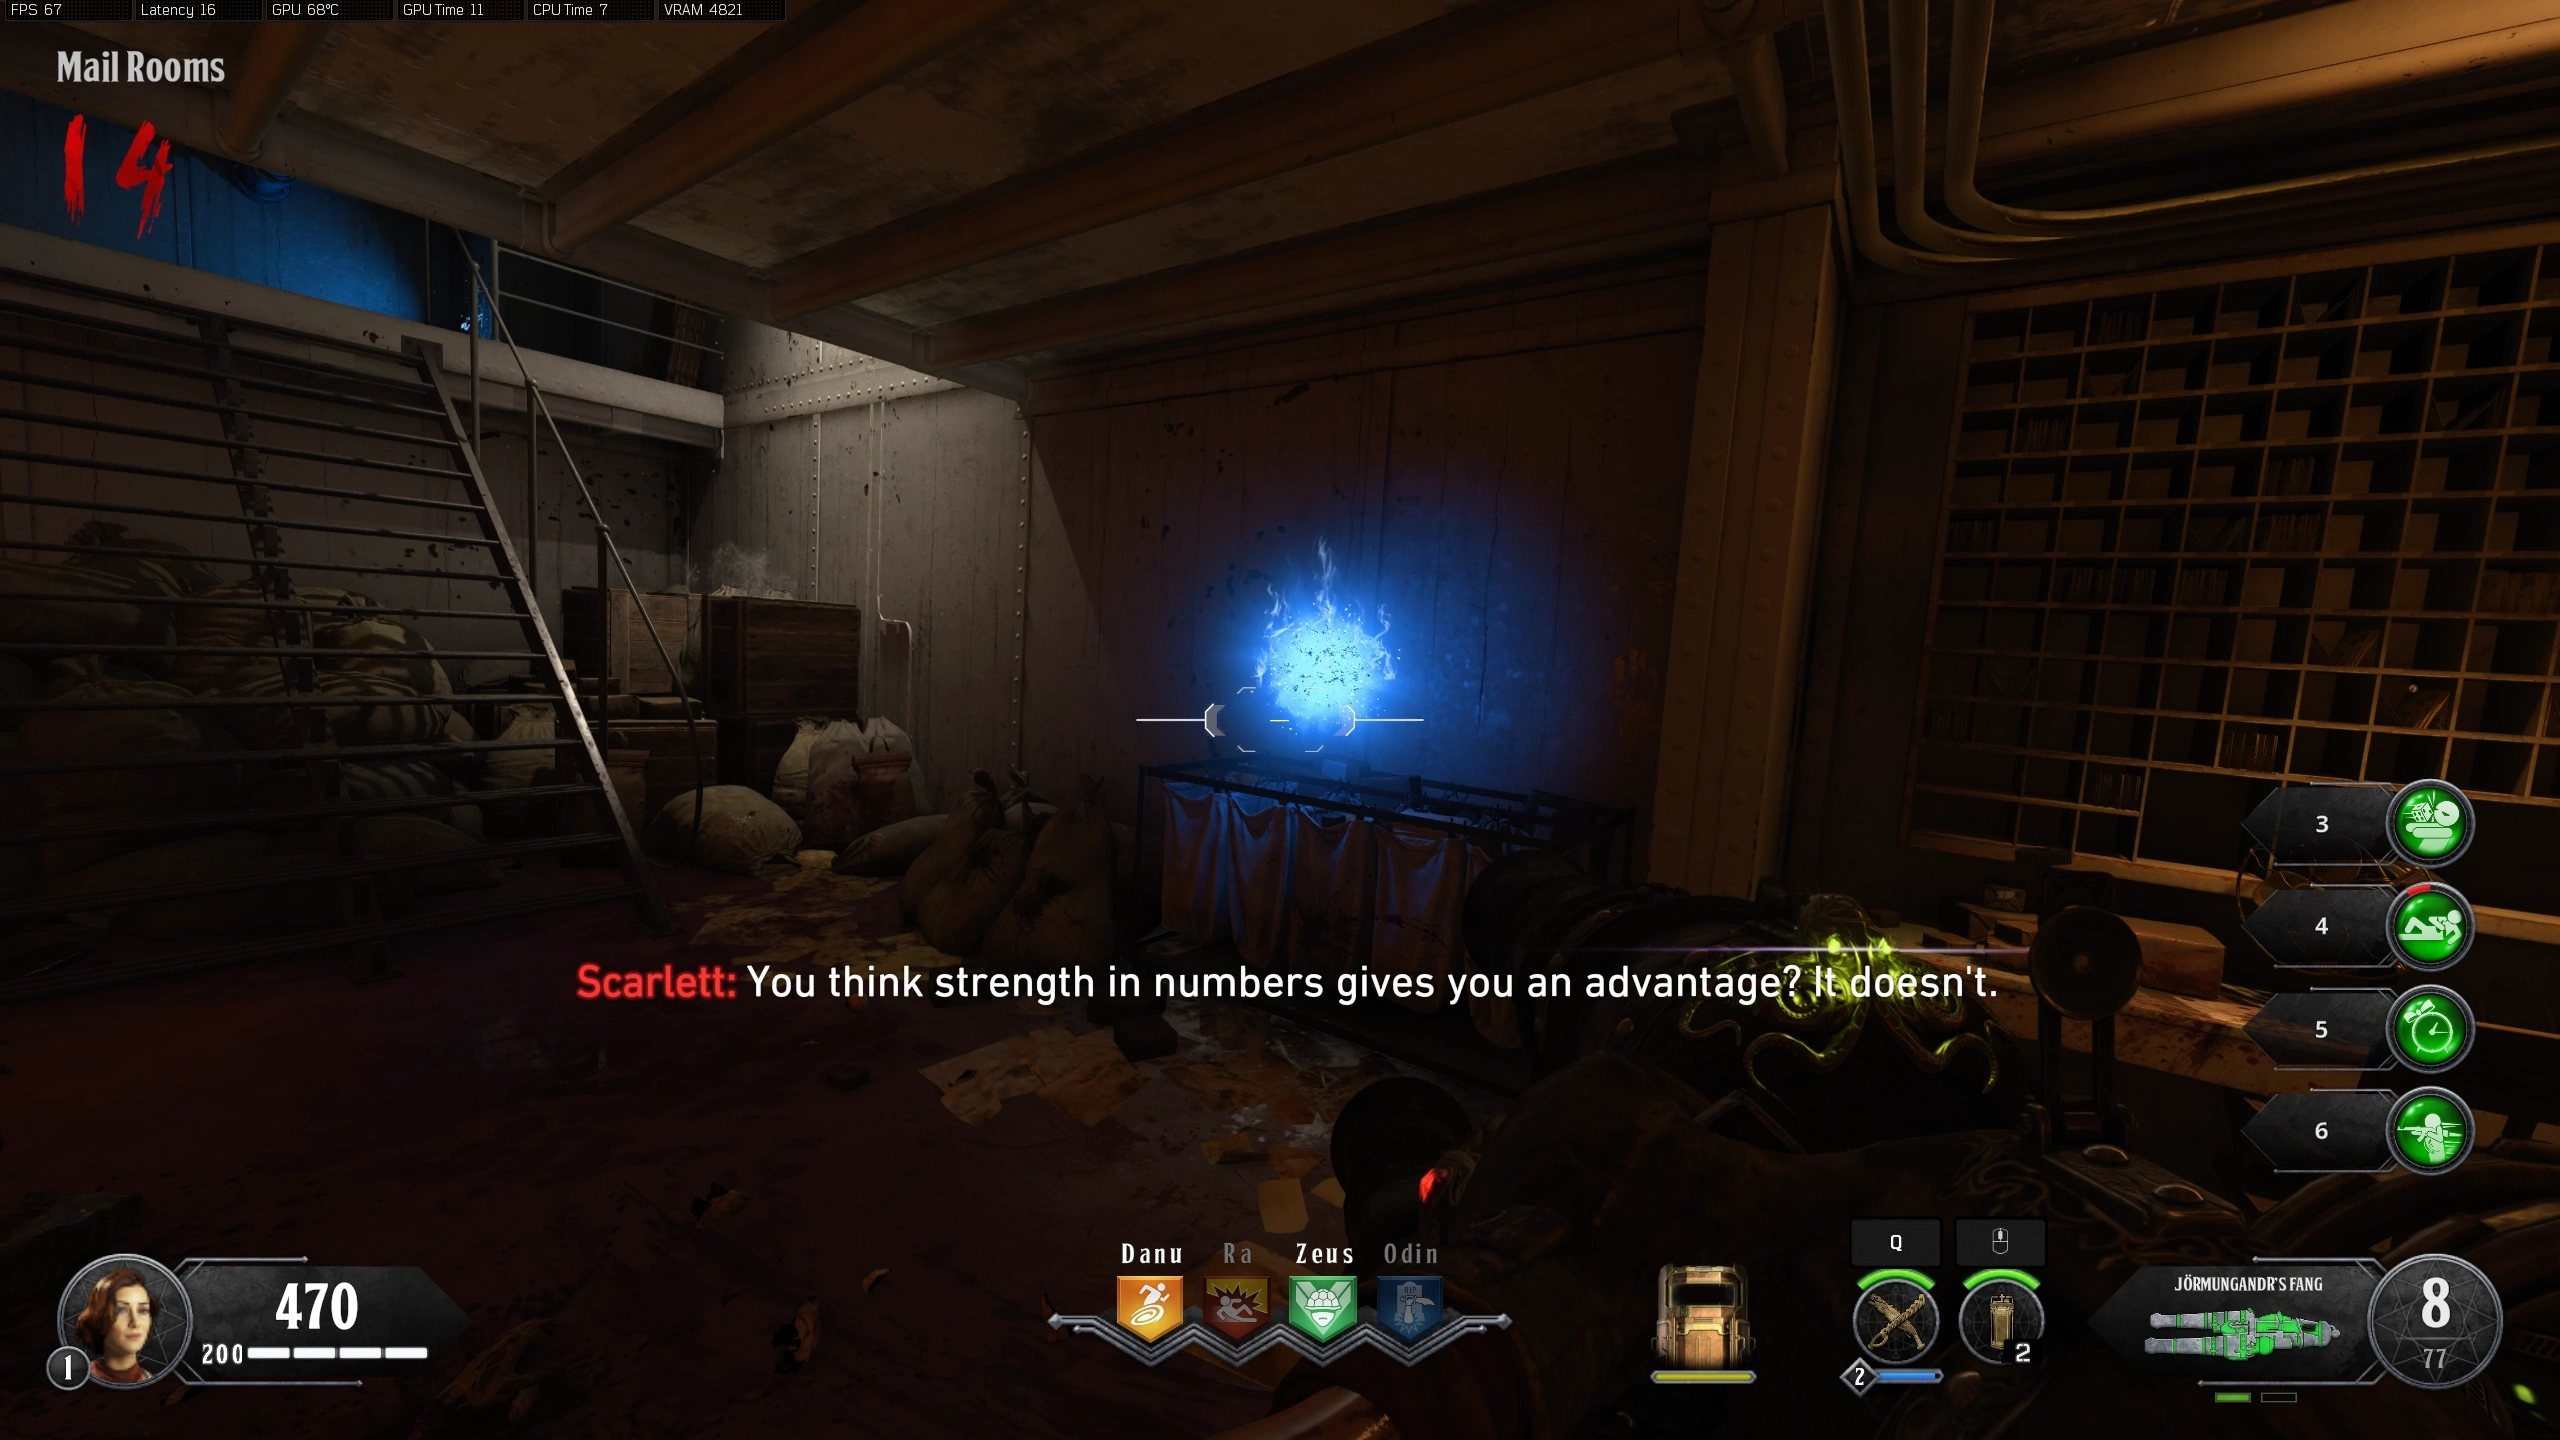 FPS 67 Latency 16 GPU 68°C GPU Time 11 CPU Time 7 VRAM 4821
Mail Rooms
14
3
4
Scarlett: You think strength in numbers gives you an advantage? It doesn't.
5
6
Danu Ra Zeus Odin
Q
470
200
1
2
2
JÖRMUNGANDR'S FANG
8
77